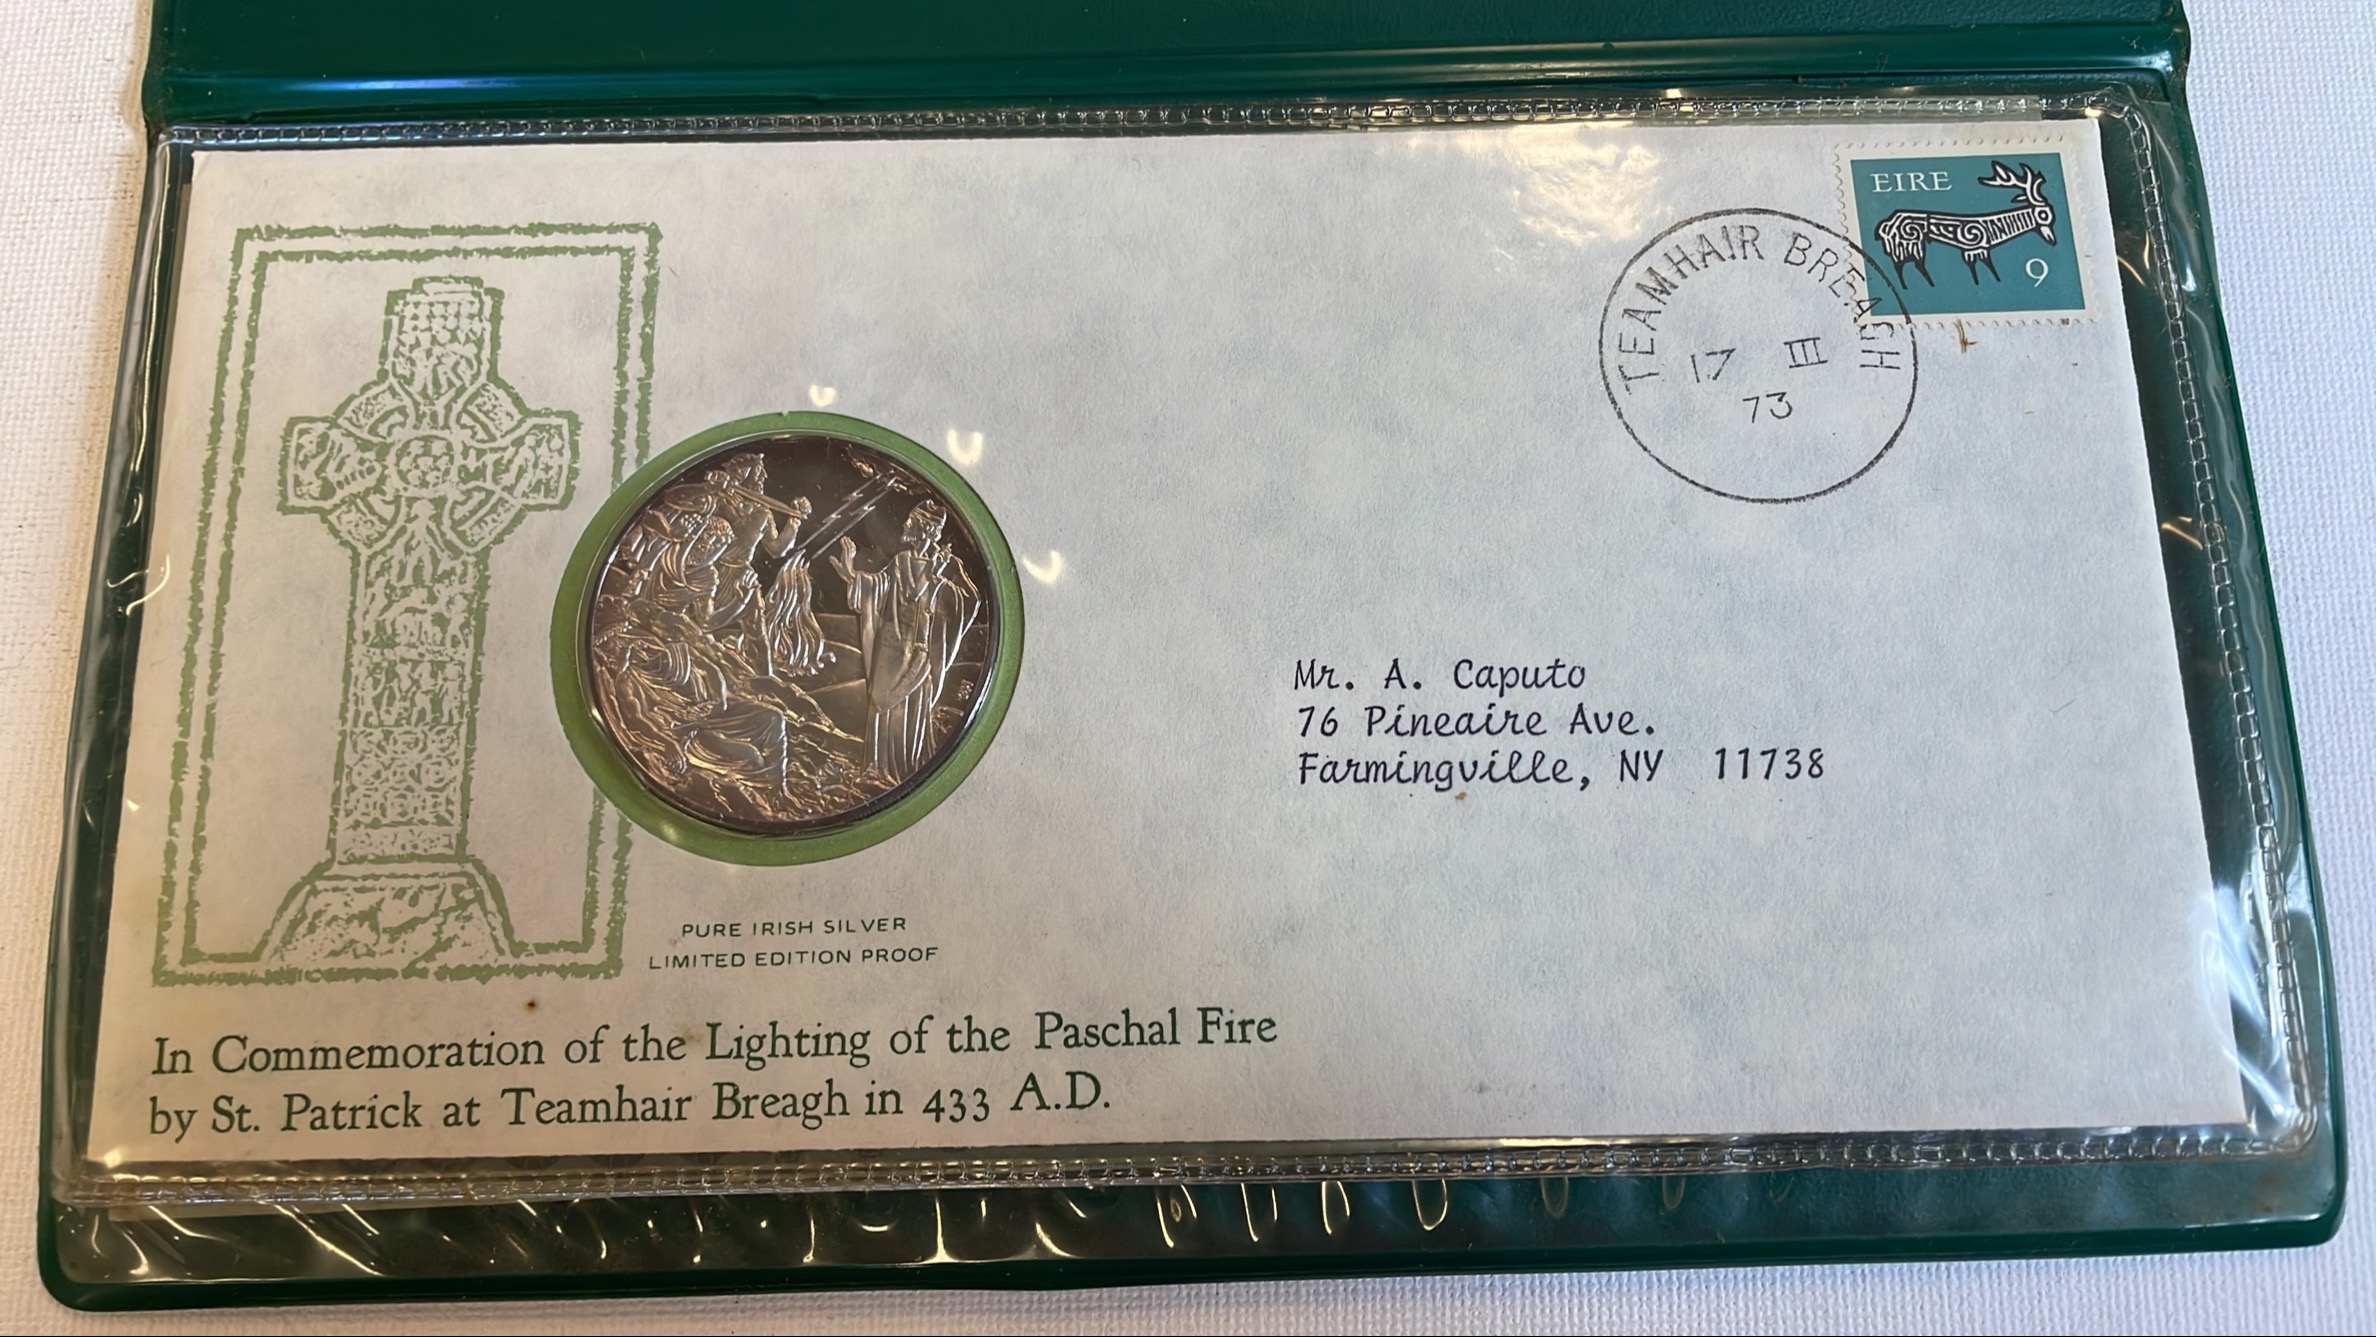 EIRE
9
TEAMHAIR BREAGH
17 III
73
Mr. A. Caputo
76 Pineaire Ave.
Farmingville, NY 11738
PURE IRISH SILVER
LIMITED EDITION PROOF
In Commemoration of the Lighting of the Paschal Fire
by St. Patrick at Teamhair Breagh in 433 A.D.